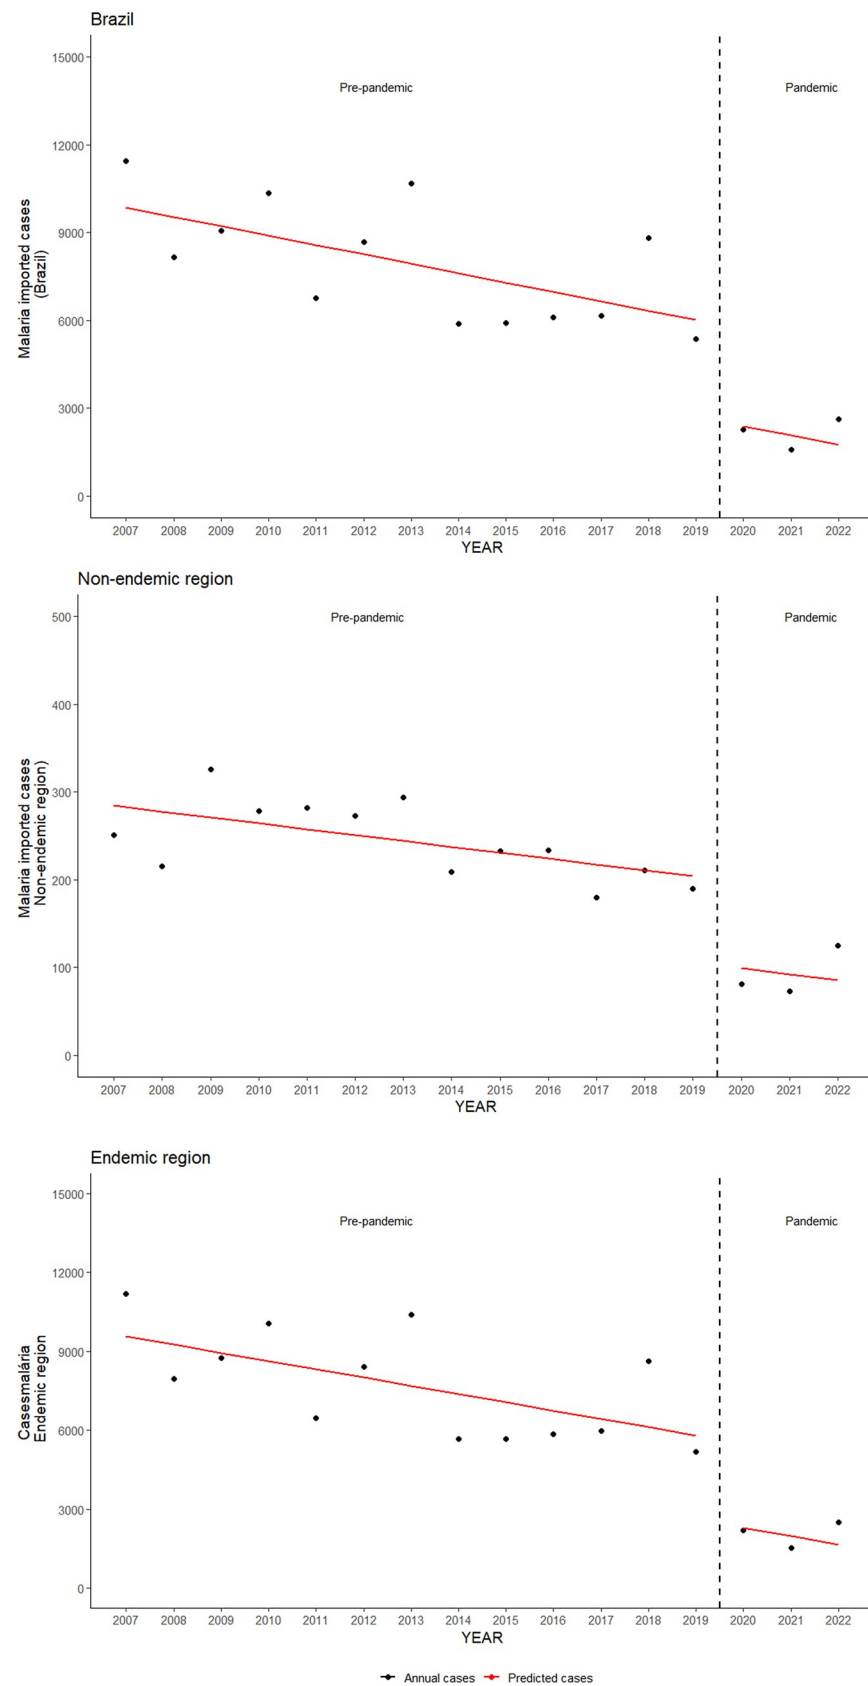 Brazil
15000
12000
9000
6000
3000
0
Malaria imported cases
(Brazil)
Pre-pandemic
Pandemic
2007 2008 2009 2010 2011 2012 2013 2014 2015 2016 2017 2018 2019 2020 2021 2022
YEAR
Non-endemic region
500
400
300
200
100
0
Malaria imported cases
Non-endemic region)
Pre-pandemic
Pandemic
2007 2008 2009 2010 2011 2012 2013 2014 2015 2016 2017 2018 2019 2020 2021 2022
YEAR
Endemic region
15000
12000
9000
6000
3000
0
Casesmalária
Endemic region
Pre-pandemic
Pandemic
2007 2008 2009 2010 2011 2012 2013 2014 2015 2016 2017 2018 2019 2020 2021 2022
YEAR
Annual cases Predicted cases